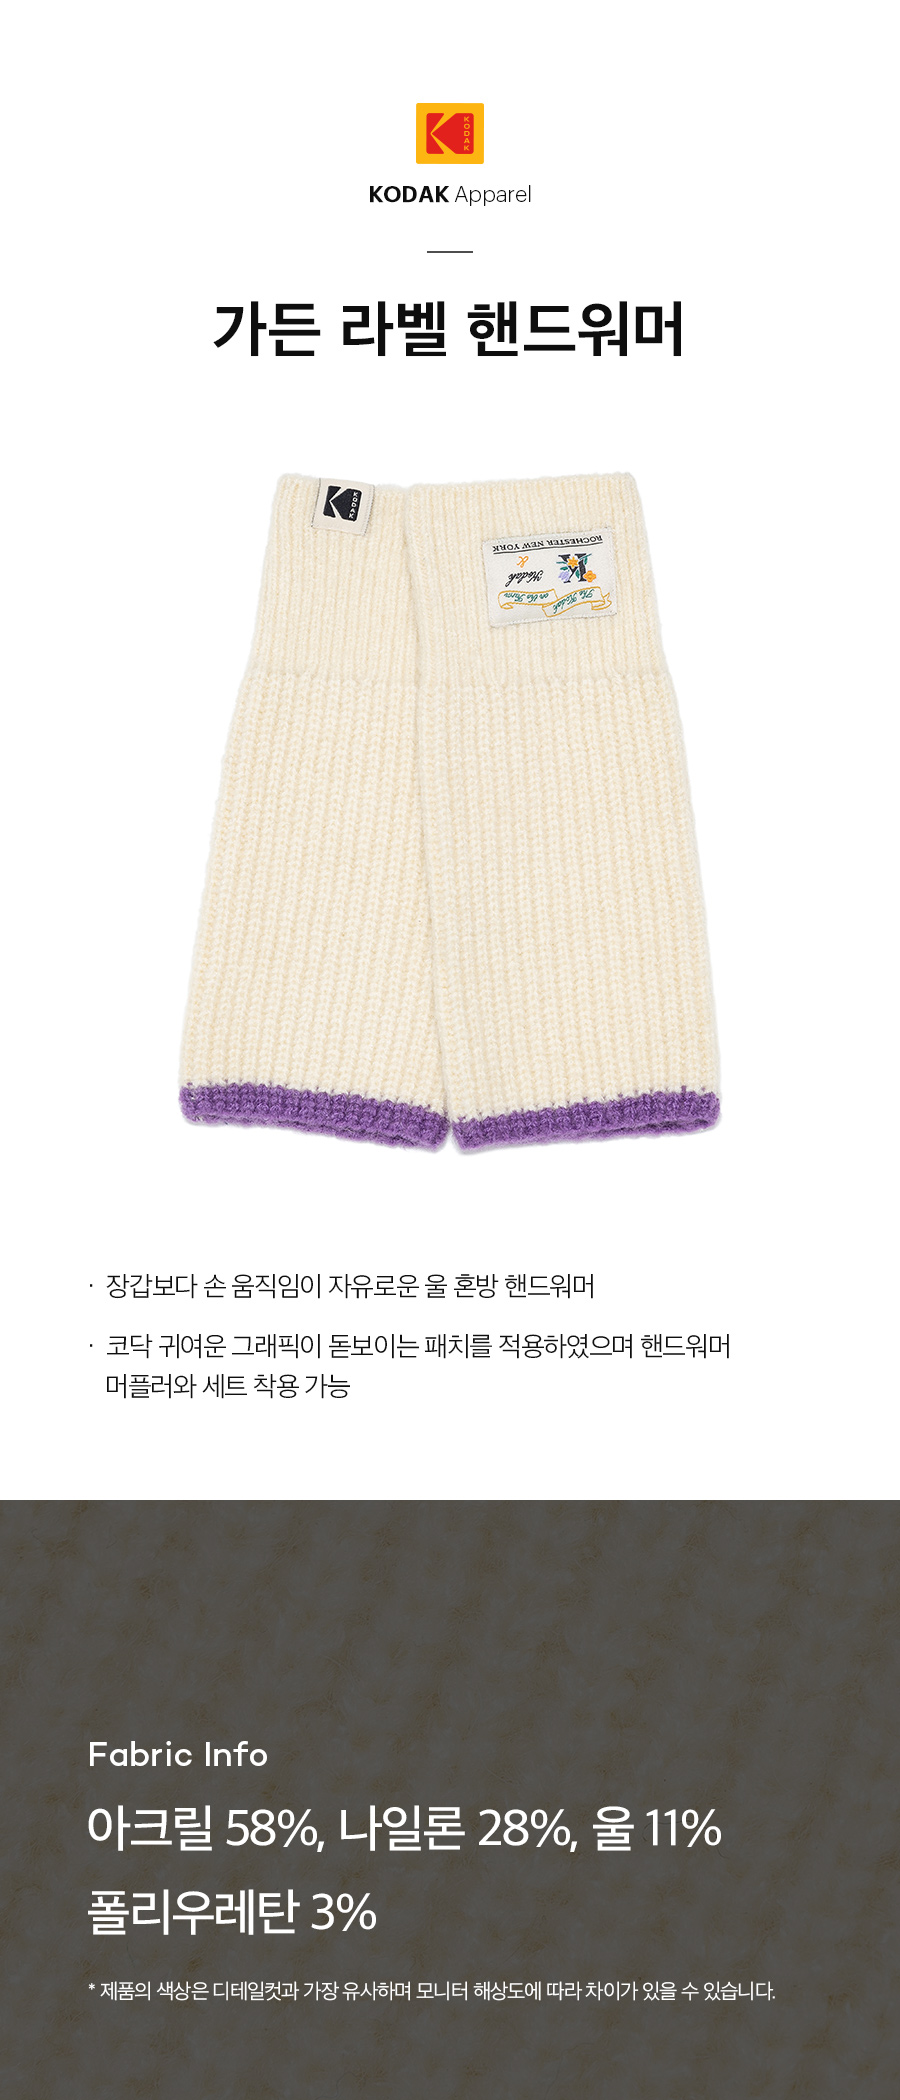 KODAK
KODAK Apparel
가든 라벨 핸드워머
KODAK
ROCHESTER NEW YORK
&
Kodak
K
The Kodak on the Farm
· 장갑보다 손 움직임이 자유로운 울 혼방 핸드워머
· 코닥 귀여운 그래픽이 돋보이는 패치를 적용하였으며 핸드워머
머플러와 세트 착용 가능
Fabric Info
아크릴 58%, 나일론 28%, 울 11%
폴리우레탄 3%
* 제품의 색상은 디테일컷과 가장 유사하며 모니터 해상도에 따라 차이가 있을 수 있습니다.